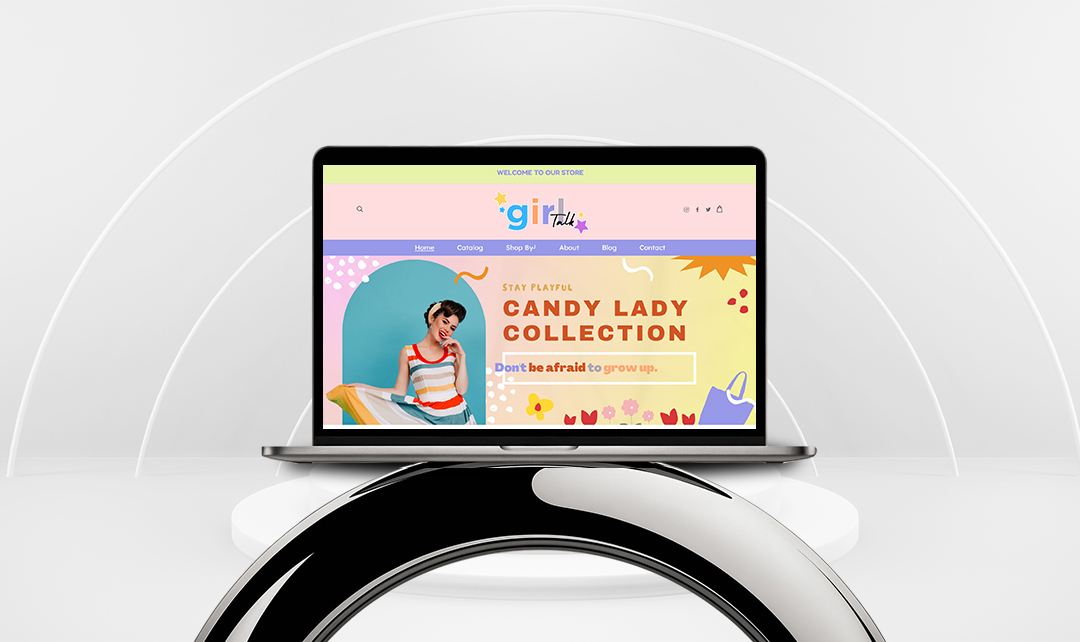 WELCOME TO OUR STORE
girl
Talk
Home Catalog Shop By! About Blog Contact
STAY PLAYFUL
CANDY LADY
COLLECTION
Don't be afraid to grow up.